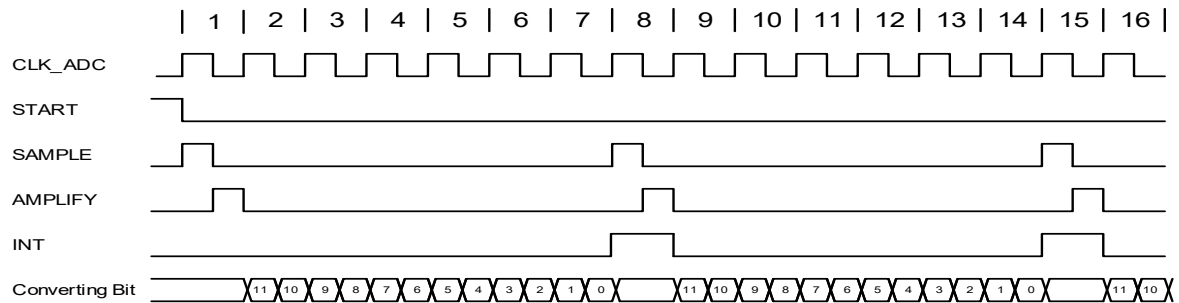 | 1 | 2 | 3 | 4 | 5 | 6 | 7 | 8 | 9 | 10 | 11 | 12 | 13 | 14 | 15 | 16 |
CLK_ADC
START
SAMPLE
AMPLIFY
INT
Converting Bit 11 10 9 8 7 6 5 4 3 2 1 0 11 10 9 8 7 6 5 4 3 2 1 0 11 10